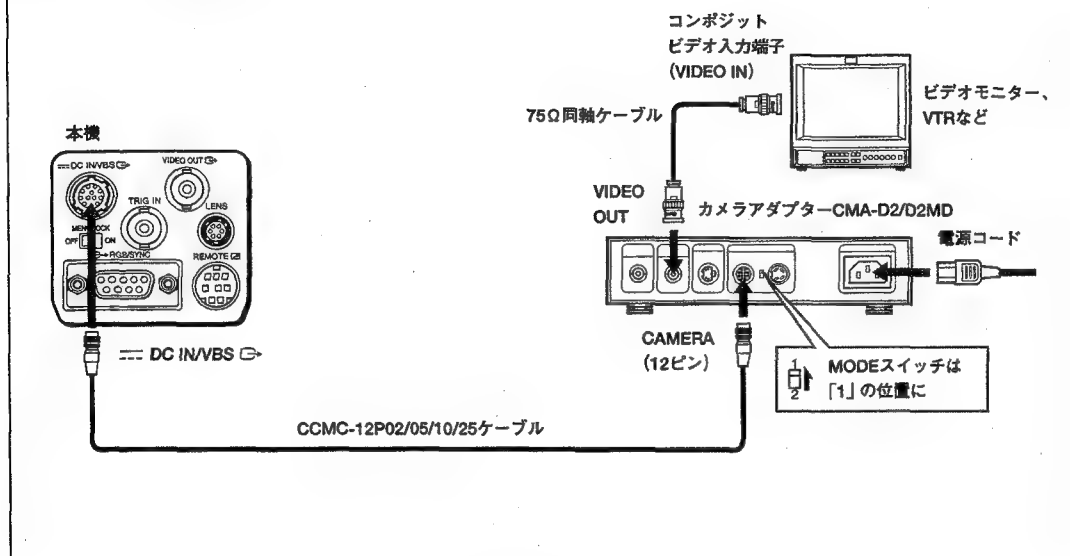 コンポジット
ビデオ入力端子
(VIDEO IN)
ビデオモニター、
VTRなど
75Ω同軸ケーブル
本機
DC IN/VBS
VIDEO OUT
TRIG IN
LENS
OFF
ON
RGB/SYNC
REMOTE
VIDEO
OUT
カメラアダプターCMA-D2/D2MD
電源コード
DC IN/VBS
CAMERA
(12ピン)
1
2
MODEスイッチは
「1」の位置に
CCMC-12P02/05/10/25ケーブル